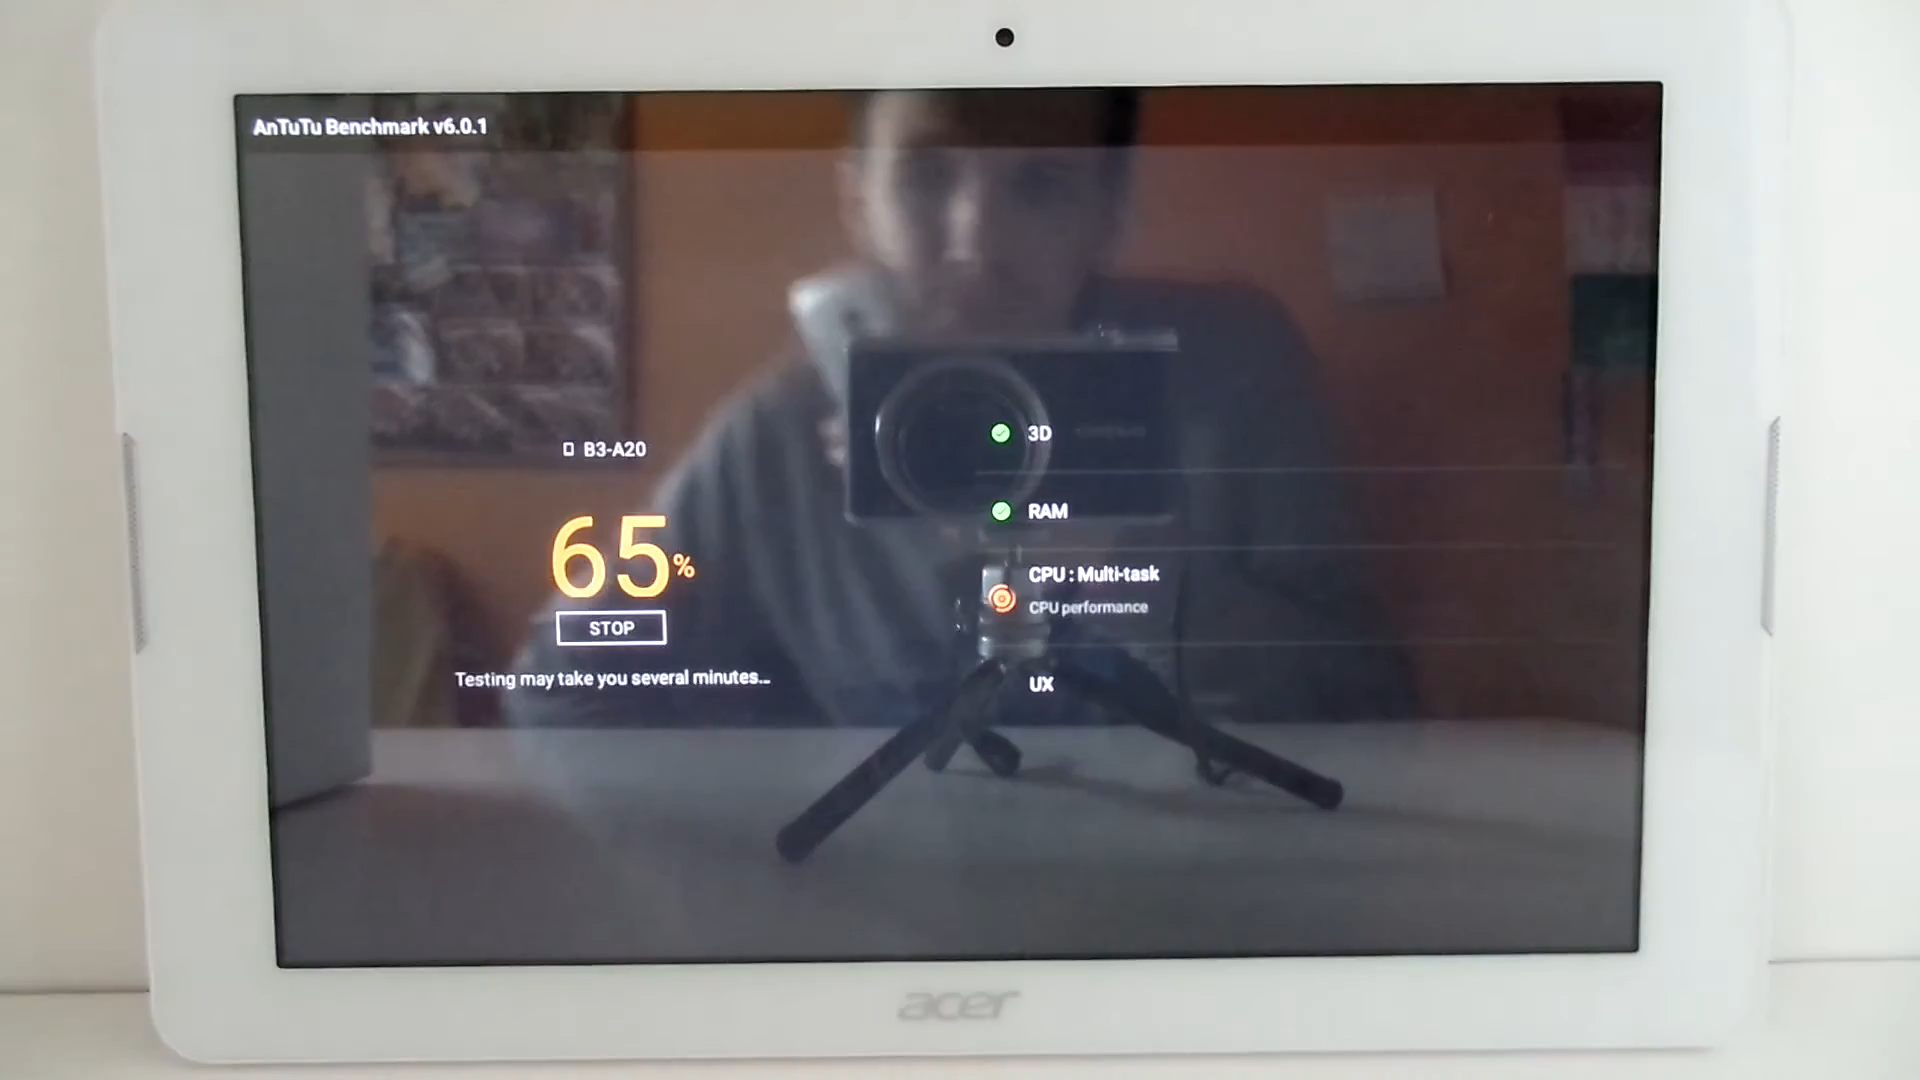 AnTuTu Benchmark v6.0.1
B3-A20
65%
STOP
Testing may take you several minutes...
3D
RAM
CPU : Multi-task
CPU performance
UX
acer